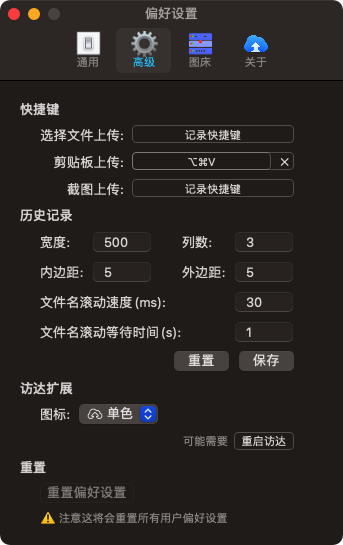 偏好设置
通用 高级 图床 关于
快捷键
选择文件上传: 记录快捷键
剪贴板上传: ⌥⌘V ×
截图上传: 记录快捷键
历史记录
宽度: 500 列数: 3
内边距: 5 外边距: 5
文件名滚动速度(ms): 30
文件名滚动等待时间(s): 1
重置 保存
访达扩展
图标: 单色
可能需要 重启访达
重置
重置偏好设置
注意这将会重置所有用户偏好设置